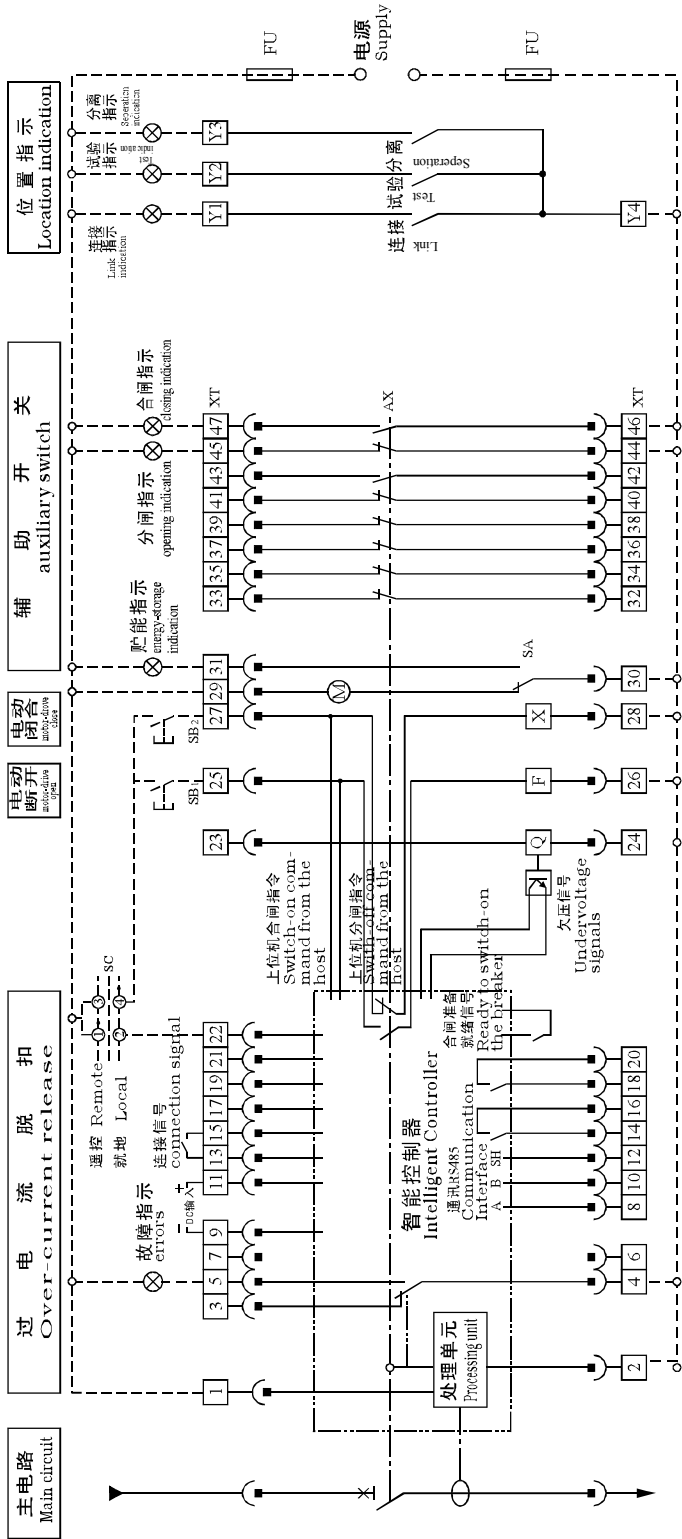 主电路
Main circuit
过 电 流 脱 扣
Over-current release
电动
断开
motor-drive
open
电动
闭合
motor-drove
close
辅 助 开 关
auxiliary switch
位置指示
Location indication
遥控 Remote
就地 Local
1
3
SC
2
4
故障指示
errors
DC输入
连接信号
connection signal
SB1
SB2
贮能指示
energy-storage
indication
分闸指示
opening indication
合闸指示
closing indication
连接
指示
Link
indication
试验
指示
Test
indication
分离
指示
Seperation
indication
FU
电源
Supply
FU
1
3
5
7
9
11
13
15
17
19
21
22
23
25
27
29
31
33
35
37
39
41
43
45
47
XT
Y1
Y2
Y3
上位机合闸指令
Switch-on com-
mand from the
host
上位机分闸指令
Swith-off com-
mand from the
host
M
SA
AX
连接
Link
试验
Test
分离
Seperation
处理单元
Processing unit
智能控制器
Intelligent Controller
通讯RS485
Communication
Interface
A
B
SH
合闸准备
就绪信号
Ready to switch-on
the breaker
Q
F
X
欠压信号
Undervoltage
signals
2
4
6
8
10
12
14
16
18
20
24
26
28
30
32
34
36
38
40
42
44
46
XT
Y4